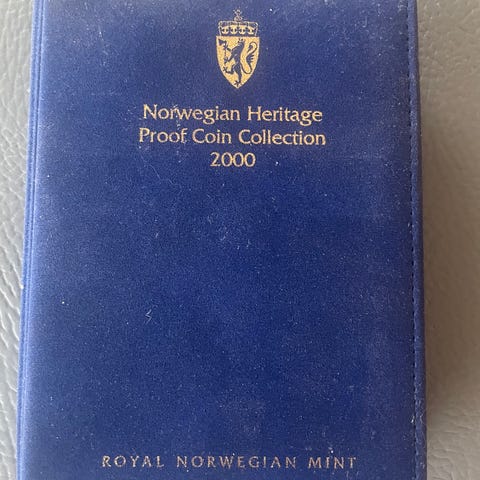 Norwegian Heritage
Proof Coin Collection
2000
ROYAL NORWEGIAN MINT